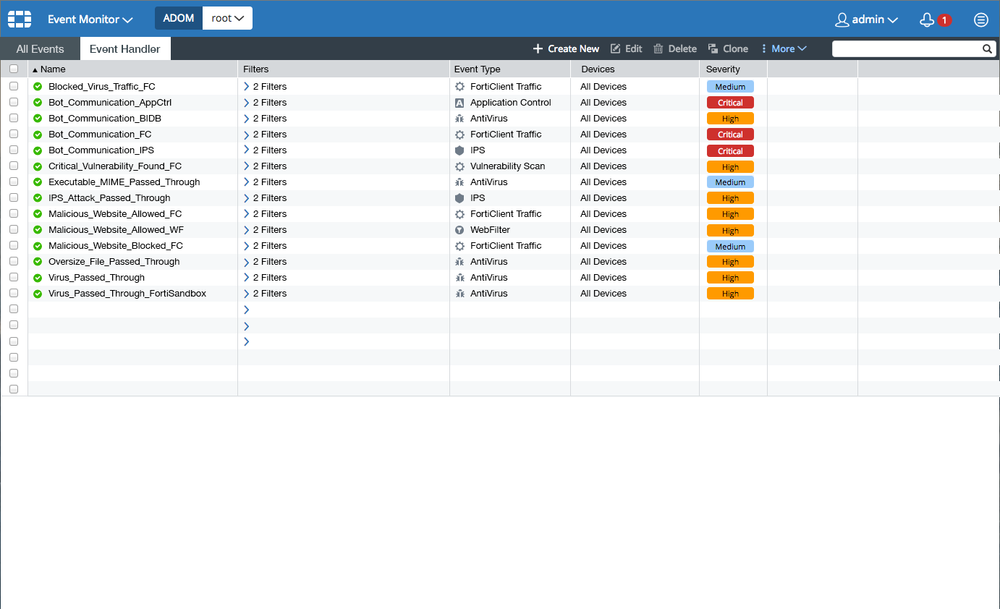 Event Monitor ADOM root admin 1
All Events Event Handler Create New Edit Delete Clone More
Name Filters Event Type Devices Severity
Blocked_Virus_Traffic_FC 2 Filters FortiClient Traffic All Devices Medium
Bot_Communication_AppCtrl 2 Filters A Application Control All Devices Critical
Bot_Communication_BIDB 2 Filters AntiVirus All Devices High
Bot_Communication_FC 2 Filters FortiClient Traffic All Devices Critical
Bot_Communication_IPS 2 Filters IPS All Devices Critical
Critical_Vulnerability_Found_FC 2 Filters Vulnerability Scan All Devices High
Executable_MIME_Passed_Through 2 Filters AntiVirus All Devices Medium
IPS_Attack_Passed_Through 2 Filters IPS All Devices High
Malicious_Website_Allowed_FC 2 Filters FortiClient Traffic All Devices High
Malicious_Website_Allowed_WF 2 Filters WebFilter All Devices High
Malicious_Website_Blocked_FC 2 Filters FortiClient Traffic All Devices Medium
Oversize_File_Passed_Through 2 Filters AntiVirus All Devices High
Virus_Passed_Through 2 Filters AntiVirus All Devices High
Virus_Passed_Through_FortiSandbox 2 Filters AntiVirus All Devices High